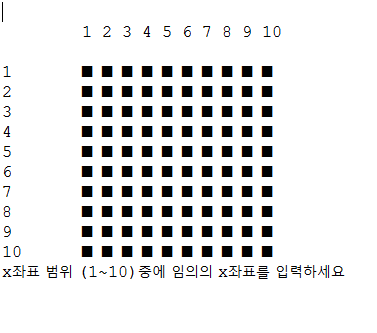 1 2 3 4 5 6 7 8 9 10
1 ■ ■ ■ ■ ■ ■ ■ ■ ■ ■
2 ■ ■ ■ ■ ■ ■ ■ ■ ■ ■
3 ■ ■ ■ ■ ■ ■ ■ ■ ■ ■
4 ■ ■ ■ ■ ■ ■ ■ ■ ■ ■
5 ■ ■ ■ ■ ■ ■ ■ ■ ■ ■
6 ■ ■ ■ ■ ■ ■ ■ ■ ■ ■
7 ■ ■ ■ ■ ■ ■ ■ ■ ■ ■
8 ■ ■ ■ ■ ■ ■ ■ ■ ■ ■
9 ■ ■ ■ ■ ■ ■ ■ ■ ■ ■
10 ■ ■ ■ ■ ■ ■ ■ ■ ■ ■
x좌표 범위 (1~10)중에 임의의 x좌표를 입력하세요